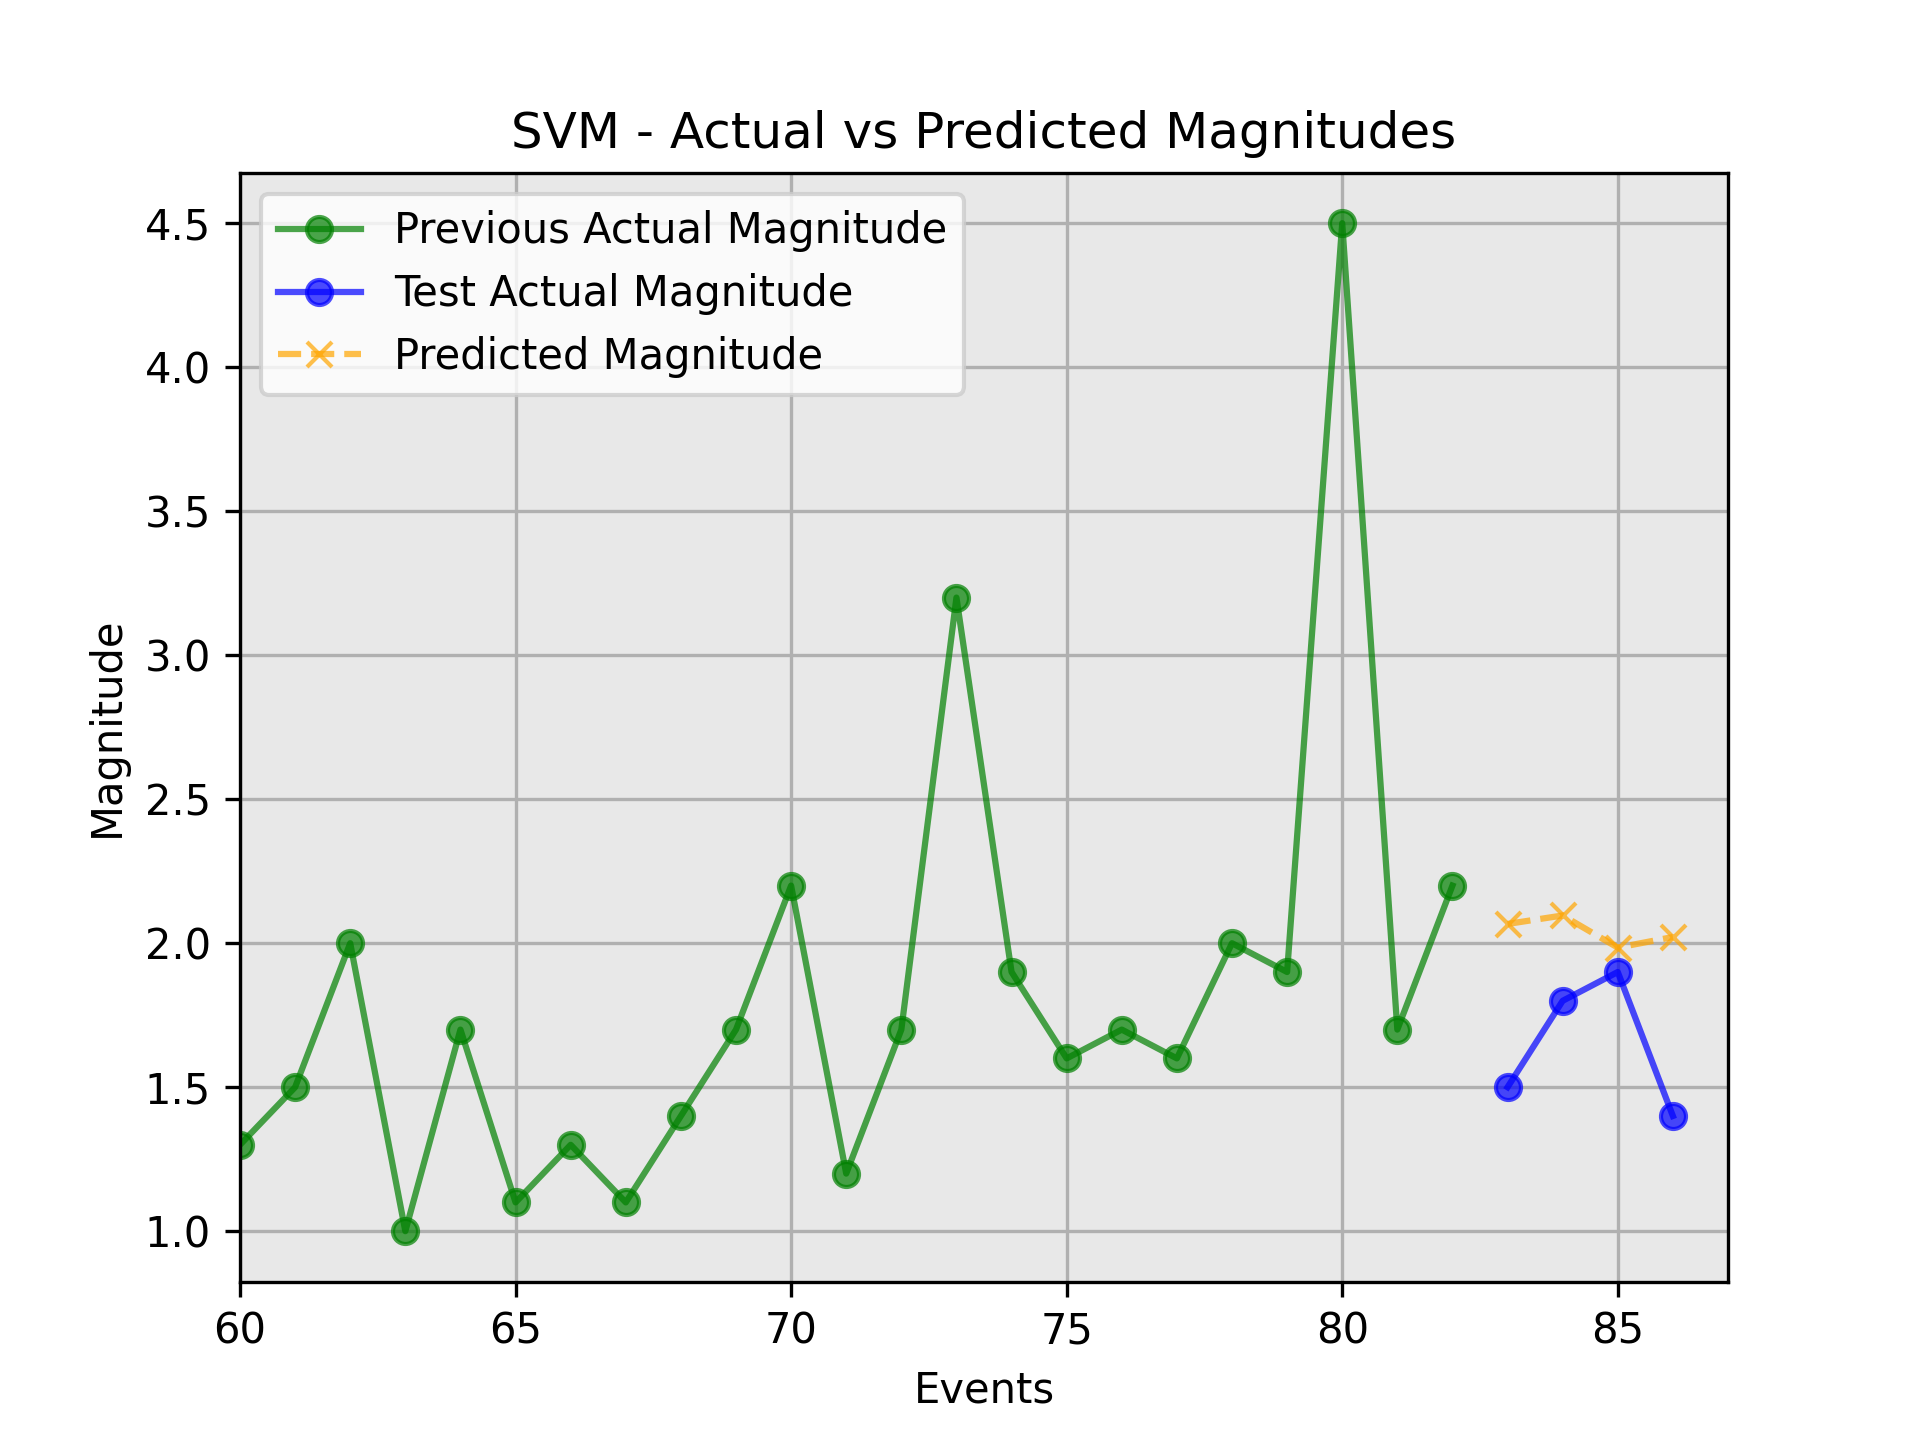 SVM - Actual vs Predicted Magnitudes
Previous Actual Magnitude
Test Actual Magnitude
Predicted Magnitude
4.5
4.0
3.5
3.0
2.5
2.0
1.5
1.0
Magnitude
60 65 70 75 80 85
Events